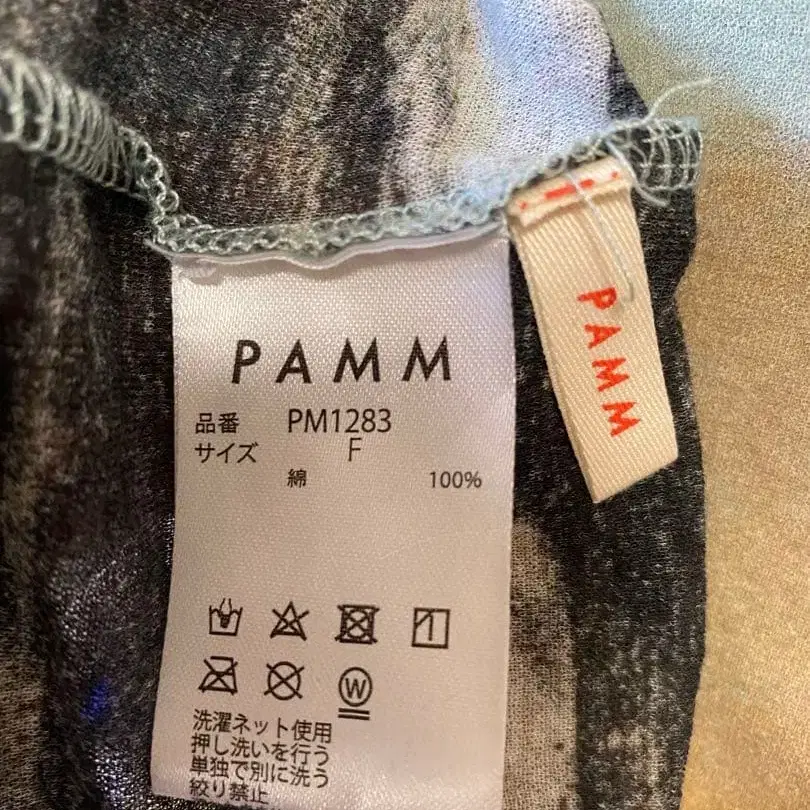 PAMM
品番 PM1283
サイズ F
綿 100%
W
洗濯ネット使用
押し洗いを行う
単独で別に洗う
絞り禁止
PAMM